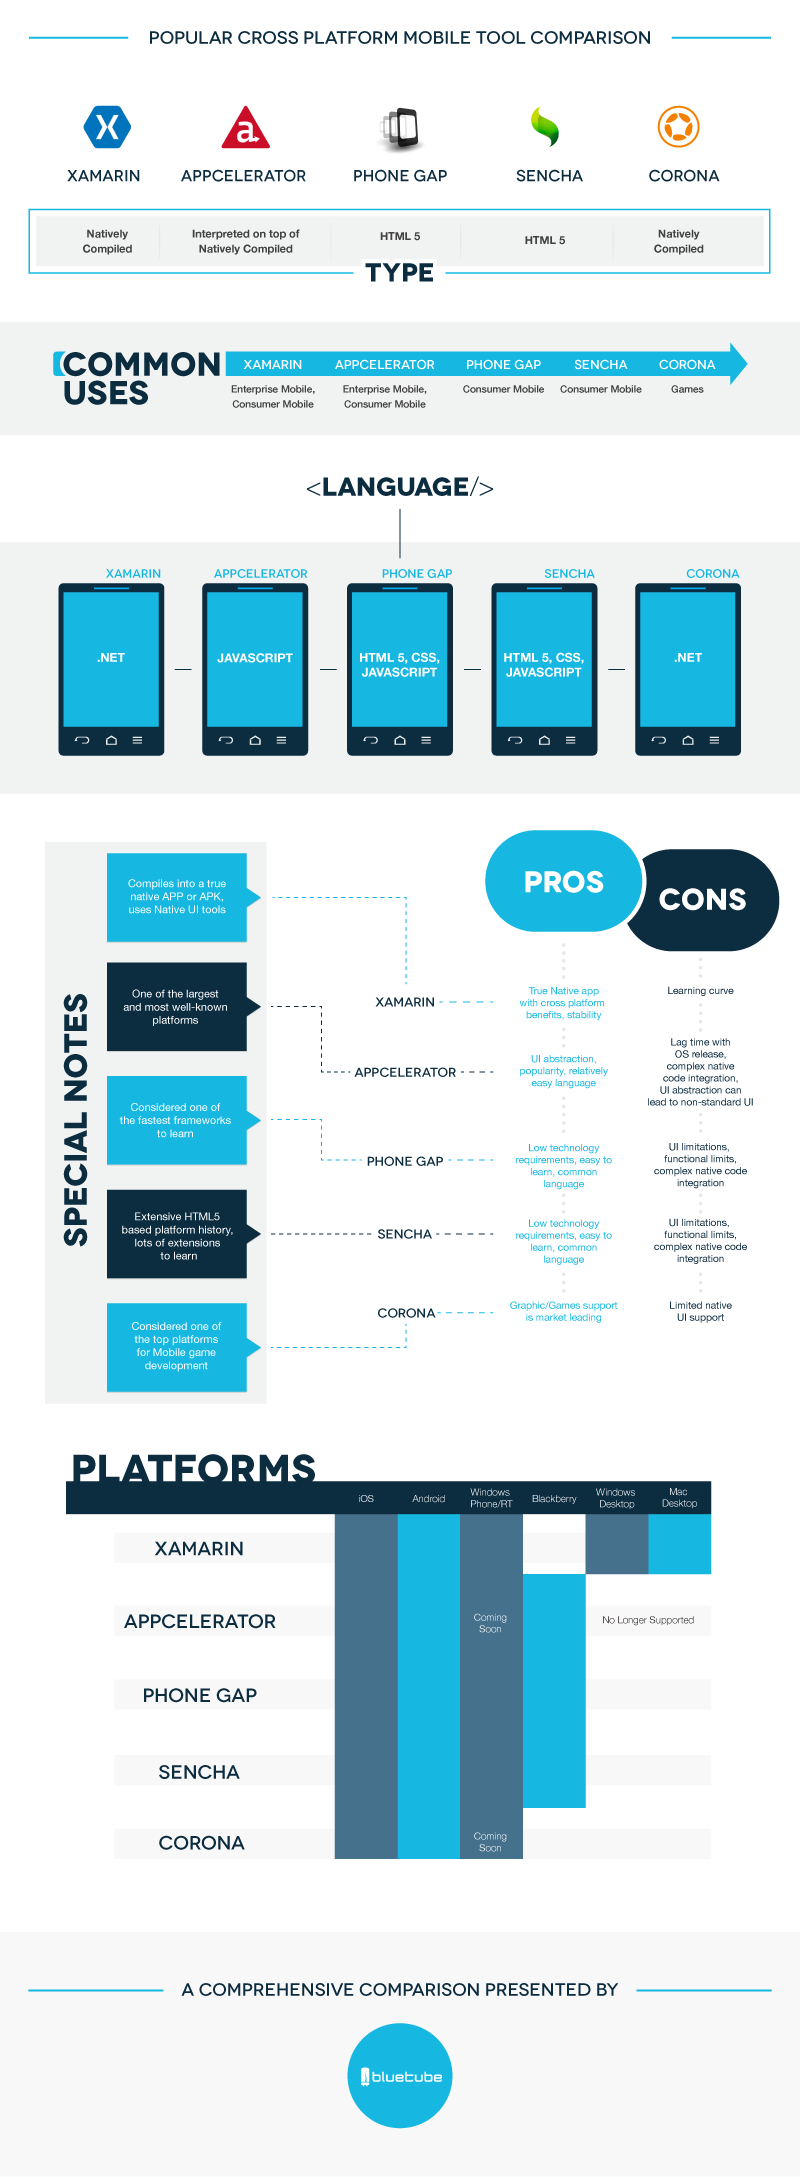 POPULAR CROSS PLATFORM MOBILE TOOL COMPARISON
X
a
XAMARIN
APPCELERATOR
PHONE GAP
SENCHA
CORONA
Natively
Compiled
Interpreted on top of
Natively Compiled
HTML 5
HTML 5
Natively
Compiled
TYPE
COMMON
USES
XAMARIN
APPCELERATOR
PHONE GAP
SENCHA
CORONA
Enterprise Mobile,
Consumer Mobile
Enterprise Mobile,
Consumer Mobile
Consumer Mobile
Consumer Mobile
Games
<LANGUAGE/>
XAMARIN
APPCELERATOR
PHONE GAP
SENCHA
CORONA
.NET
JAVASCRIPT
HTML 5, CSS,
JAVASCRIPT
HTML 5, CSS,
JAVASCRIPT
.NET
SPECIAL NOTES
Compiles into a true
native APP or APK,
uses Native UI tools
One of the largest
and most well-known
platforms
Considered one of
the fastest frameworks
to learn
Extensive HTML5
based platform history,
lots of extensions
to learn
Considered one of
the top platforms
for Mobile game
development
PROS
CONS
XAMARIN
True Native app
with cross platform
benefits, stability
Learning curve
APPCELERATOR
UI abstraction,
popularity, relatively
easy language
Lag time with
OS release,
complex native
code integration,
UI abstraction can
lead to non-standard UI
PHONE GAP
Low technology
requirements, easy to
learn, common
language
UI limitations,
functional limits,
complex native code
integration
SENCHA
Low technology
requirements, easy to
learn, common
language
UI limitations,
functional limits,
complex native code
integration
CORONA
Graphic/Games support
is market leading
Limited native
UI support
PLATFORMS
iOS
Android
Windows
Phone/RT
Blackberry
Windows
Desktop
Mac
Desktop
XAMARIN
APPCELERATOR
Coming
Soon
No Longer Supported
PHONE GAP
SENCHA
CORONA
Coming
Soon
A COMPREHENSIVE COMPARISON PRESENTED BY
bluetube